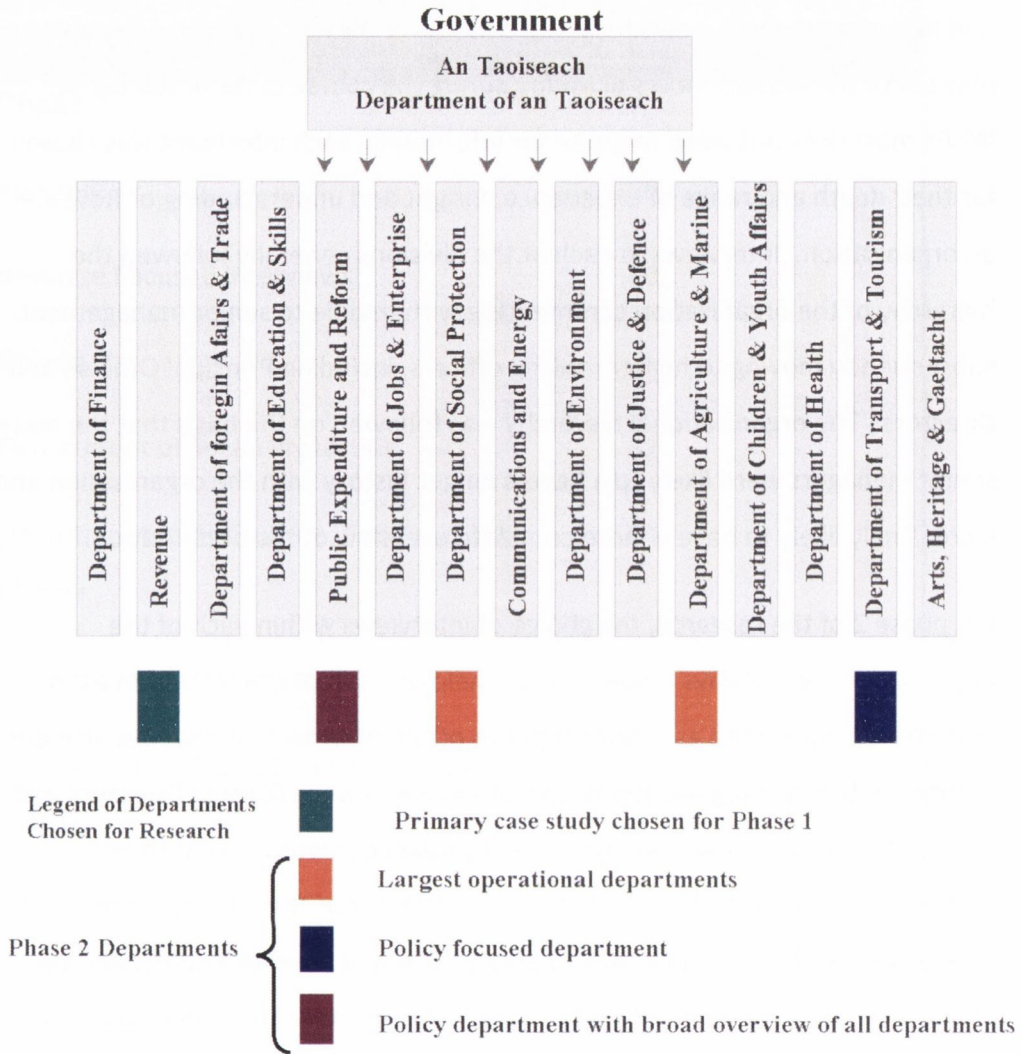 Government
An Taoiseach
Department of an Taoiseach
Department of Finance
Revenue
Department of foregin Afairs & Trade
Department of Education & Skills
Public Expenditure and Reform
Department of Jobs & Enterprise
Department of Social Protection
Communications and Energy
Department of Environment
Department of Justice & Defence
Department of Agriculture & Marine
Department of Children & Youth Affairs
Department of Health
Department of Transport & Tourism
Arts, Heritage & Gaeltacht
Legend of Departments
Chosen for Research
Primary case study chosen for Phase 1
Largest operational departments
Phase 2 Departments
Policy focused department
Policy department with broad overview of all departments